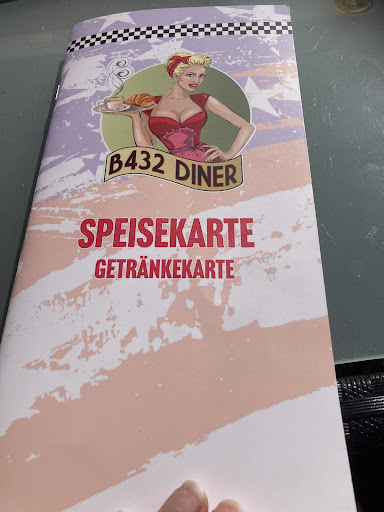 B432 DINER
SPEISEKARTE
GETRÄNKEKARTE